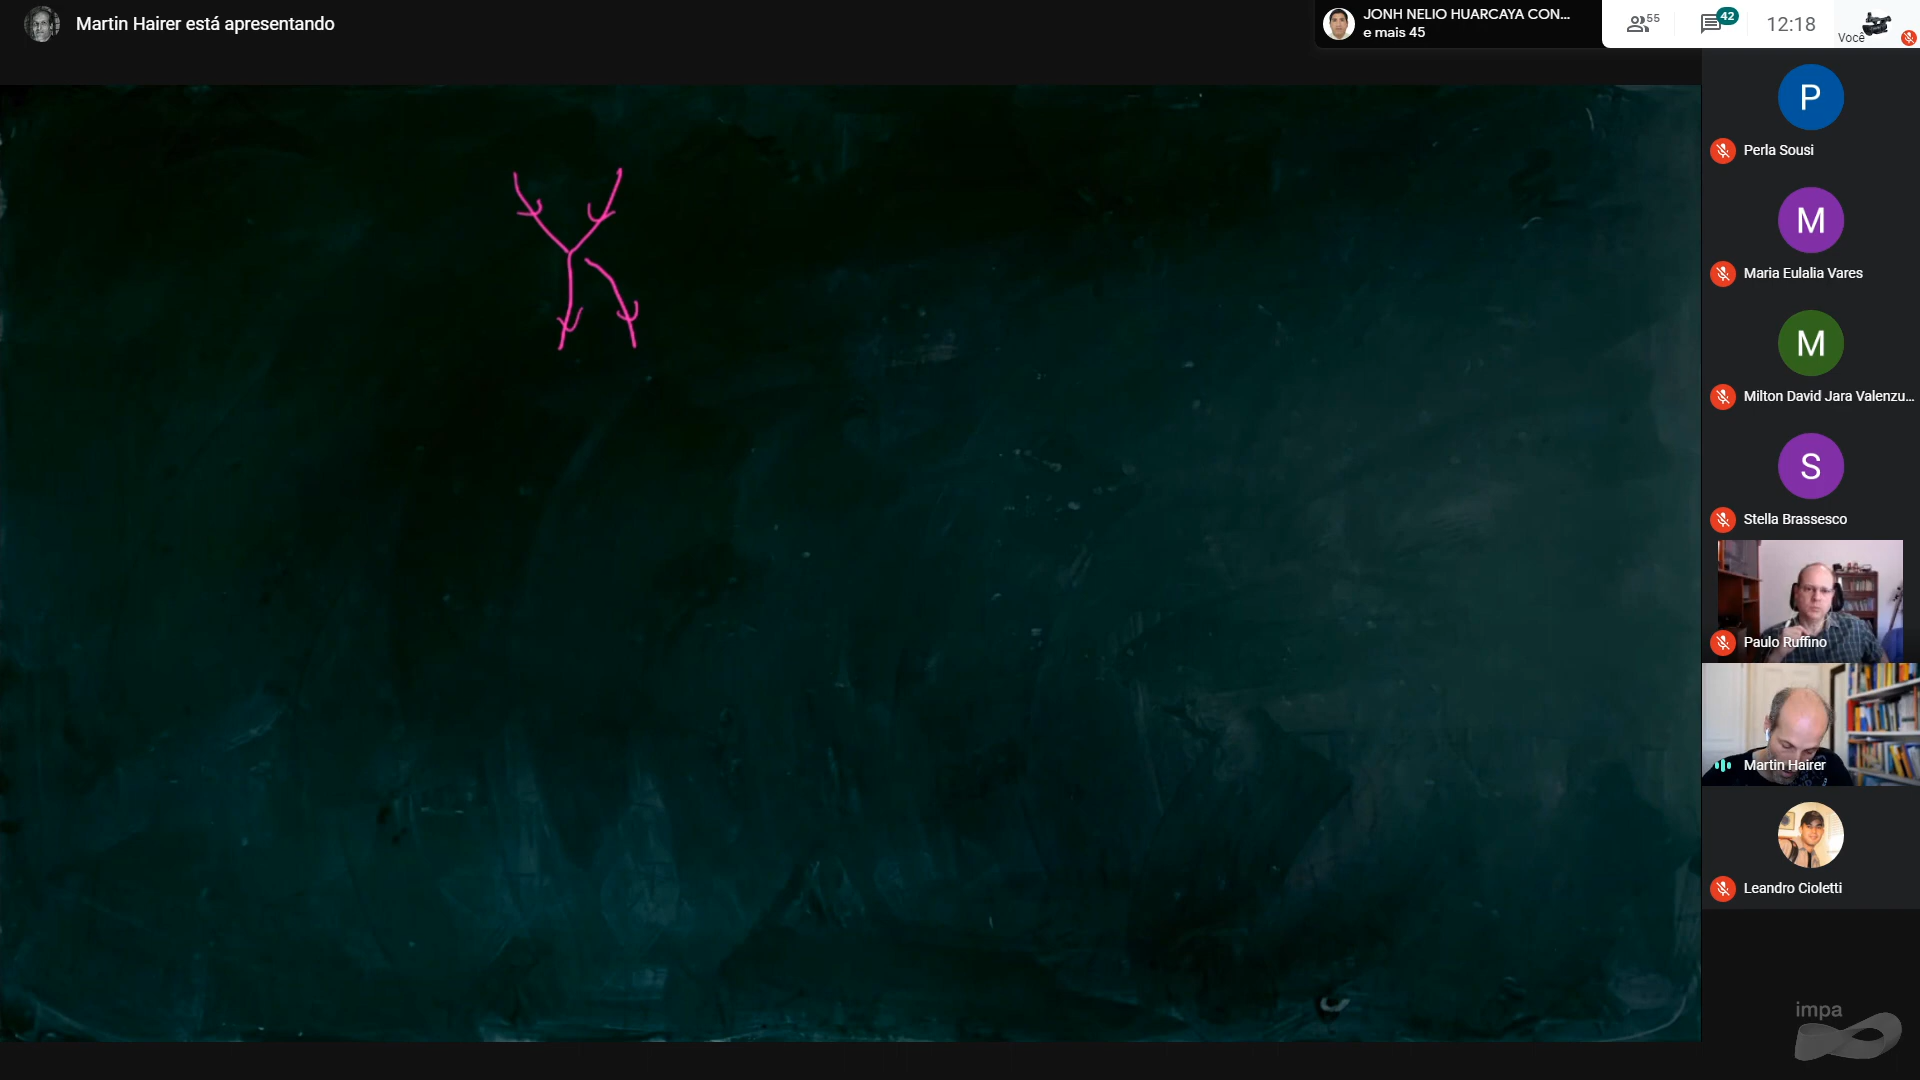 Martin Hairer está apresentando
JONH NELIO HUARCAYA CON...
e mais 45
55
42
12:18
Você
P
Perla Sousi
M
Maria Eulalia Vares
M
Milton David Jara Valenzu...
S
Stella Brassesco
Paulo Ruffino
Martin Hairer
Leandro Cioletti
impa